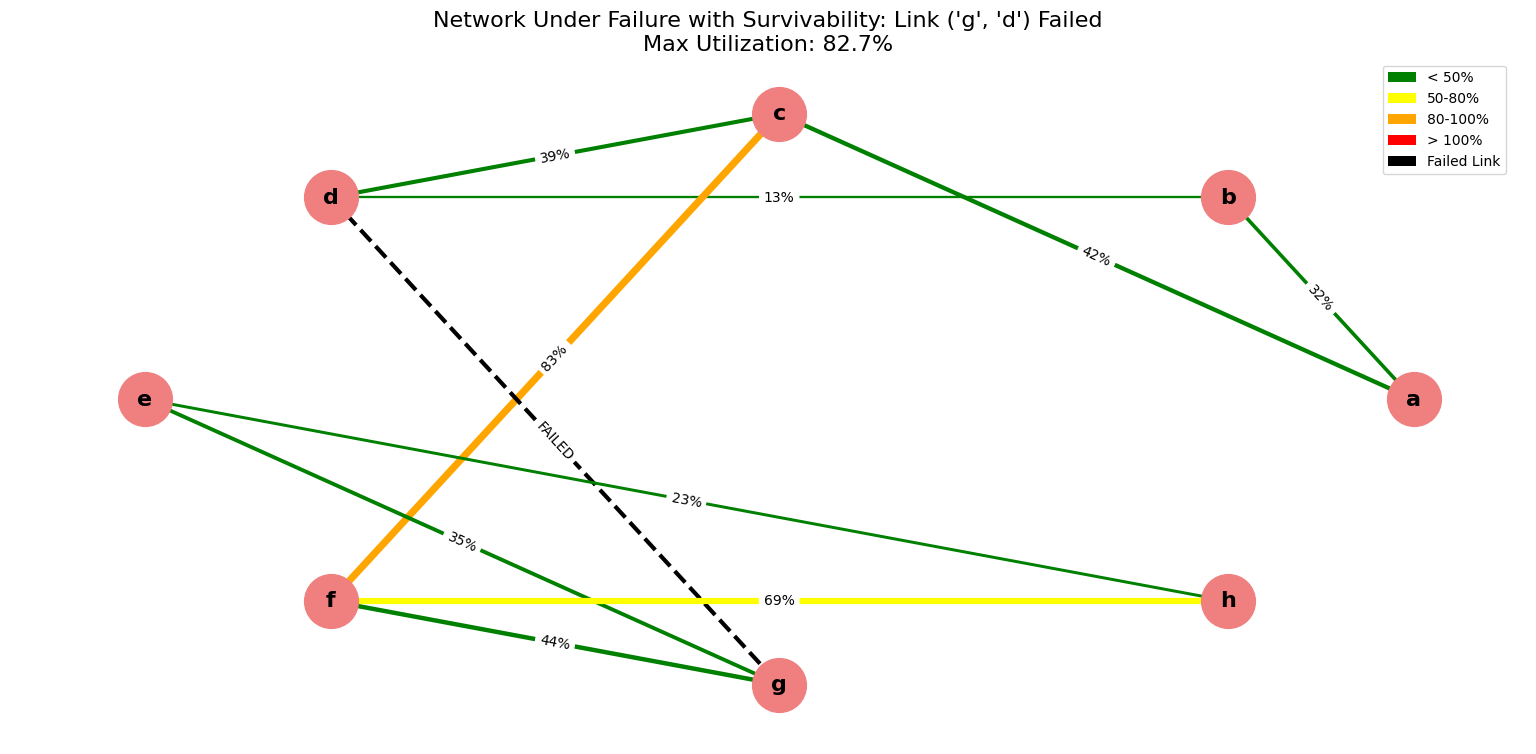 Network Under Failure with Survivability: Link ('g', 'd') Failed
Max Utilization: 82.7%
< 50%
50-80%
80-100%
> 100%
Failed Link
c
39%
d
13%
b
42%
32%
83%
e
a
FAILED
23%
35%
f
69%
h
44%
g